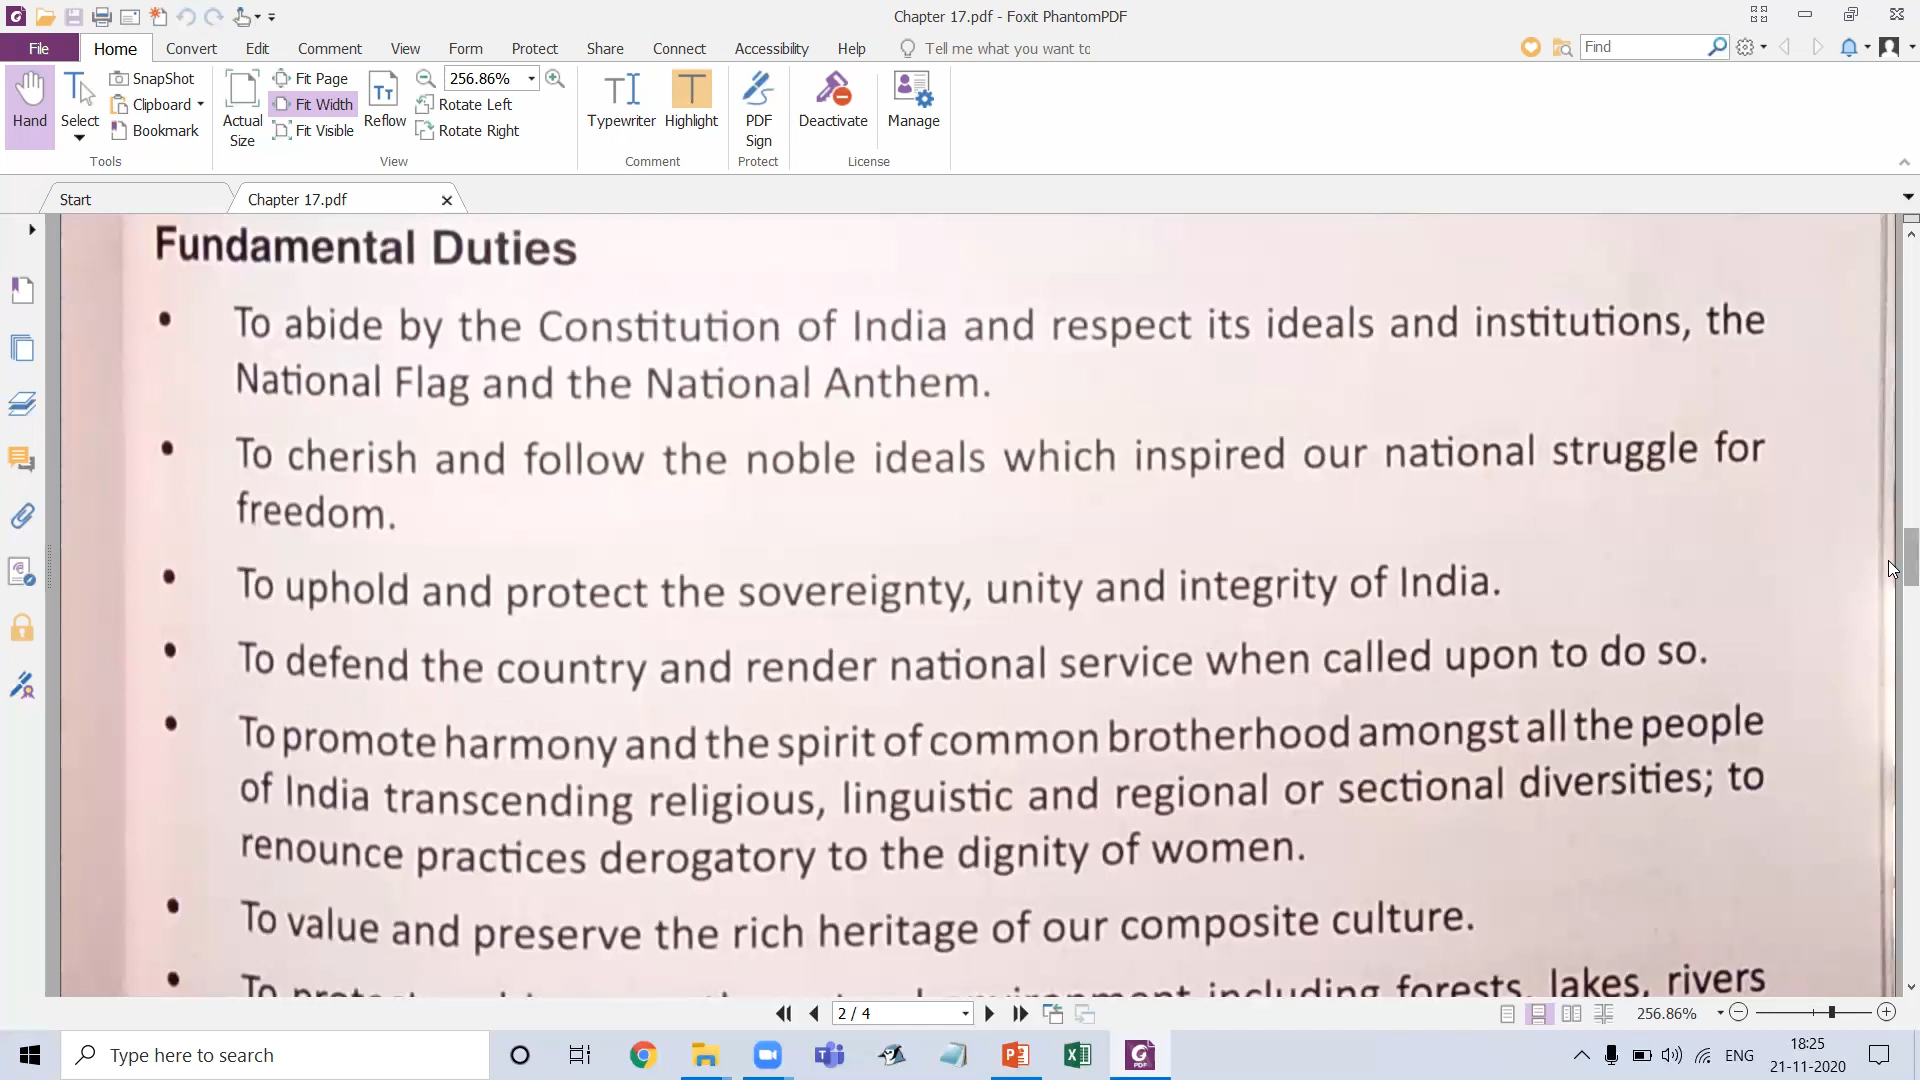 Chapter 17.pdf - Foxit PhantomPDF
File Home Convert Edit Comment View Form Protect Share Connect Accessibility Help Tell me what you want to Find
Hand
Select
SnapShot
Clipboard
Bookmark
Tools
Actual Size
Fit Page
Fit Width
Fit Visible
Reflow
256.86%
Rotate Left
Rotate Right
View
Typewriter
Highlight
Comment
PDF Sign
Protect
Deactivate
Manage
License
Start Chapter 17.pdf
Fundamental Duties
• To abide by the Constitution of India and respect its ideals and institutions, the
National Flag and the National Anthem.
• To cherish and follow the noble ideals which inspired our national struggle for
freedom.
• To uphold and protect the sovereignty, unity and integrity of India.
• To defend the country and render national service when called upon to do so.
• To promote harmony and the spirit of common brotherhood amongst all the people
of India transcending religious, linguistic and regional or sectional diversities; to
renounce practices derogatory to the dignity of women.
• To value and preserve the rich heritage of our composite culture.
• To environment including forests, lakes, rivers
2 / 4 256.86%
Type here to search
ENG
18:25
21-11-2020